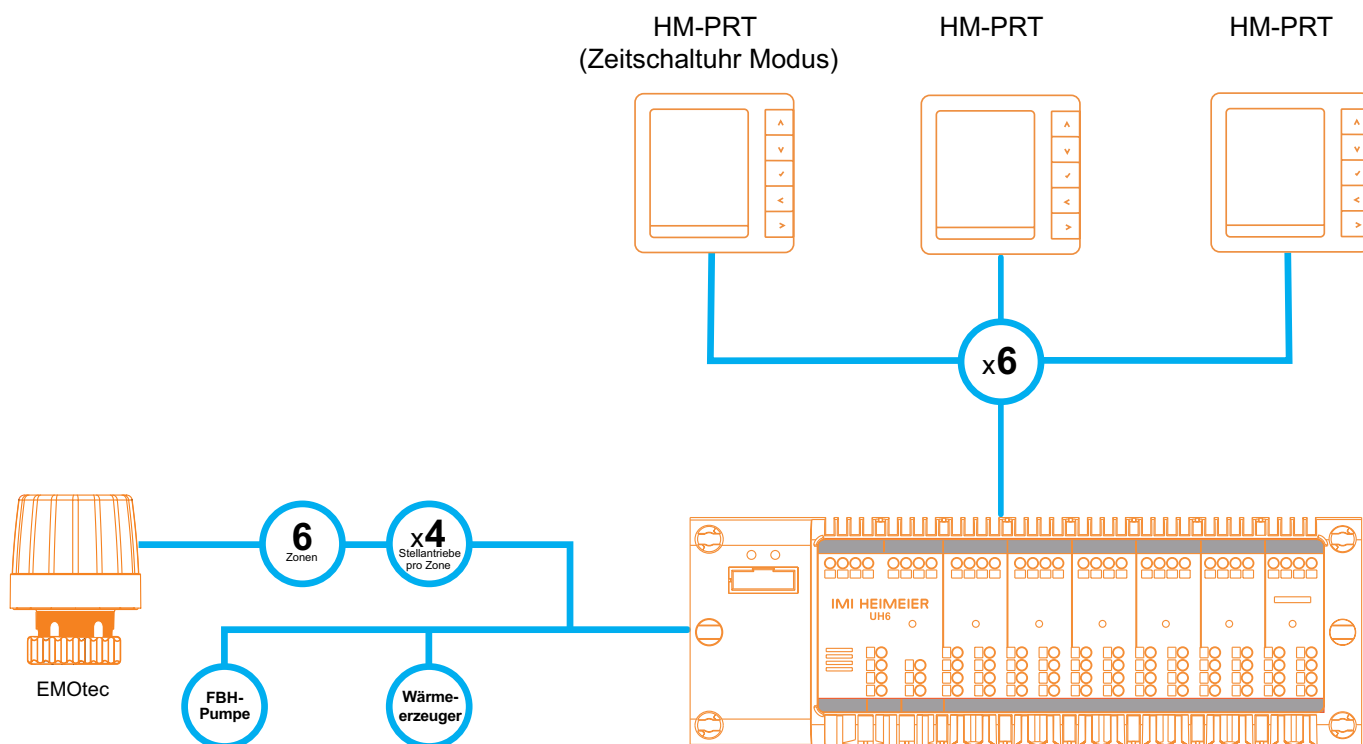 HM-PRT
(Zeitschaltuhr Modus)
HM-PRT
HM-PRT
x6
6
Zonen
x4
Stellantriebe
pro Zone
IMI HEIMEIER
UH6
EMOtec
FBH-
Pumpe
Wärme-
erzeuger